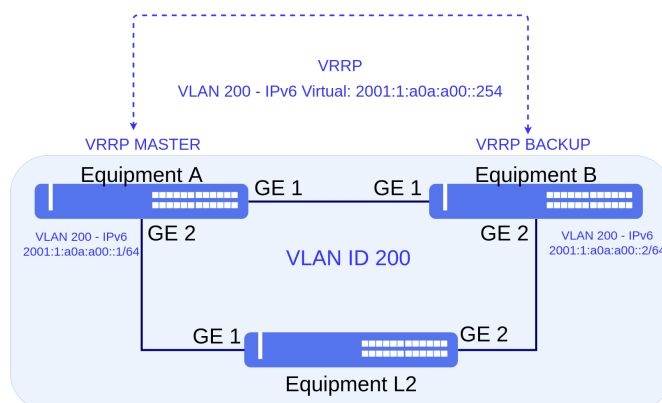 VRRP
VLAN 200 - IPv6 Virtual: 2001:1:a0a:a00::254
VRRP MASTER
VRRP BACKUP
Equipment A
Equipment B
GE 1
GE 1
VLAN 200 - IPv6
2001:1:a0a:a00::1/64
GE 2
GE 2
VLAN 200 - IPv6
2001:1:a0a:a00::2/64
VLAN ID 200
GE 1
GE 2
Equipment L2